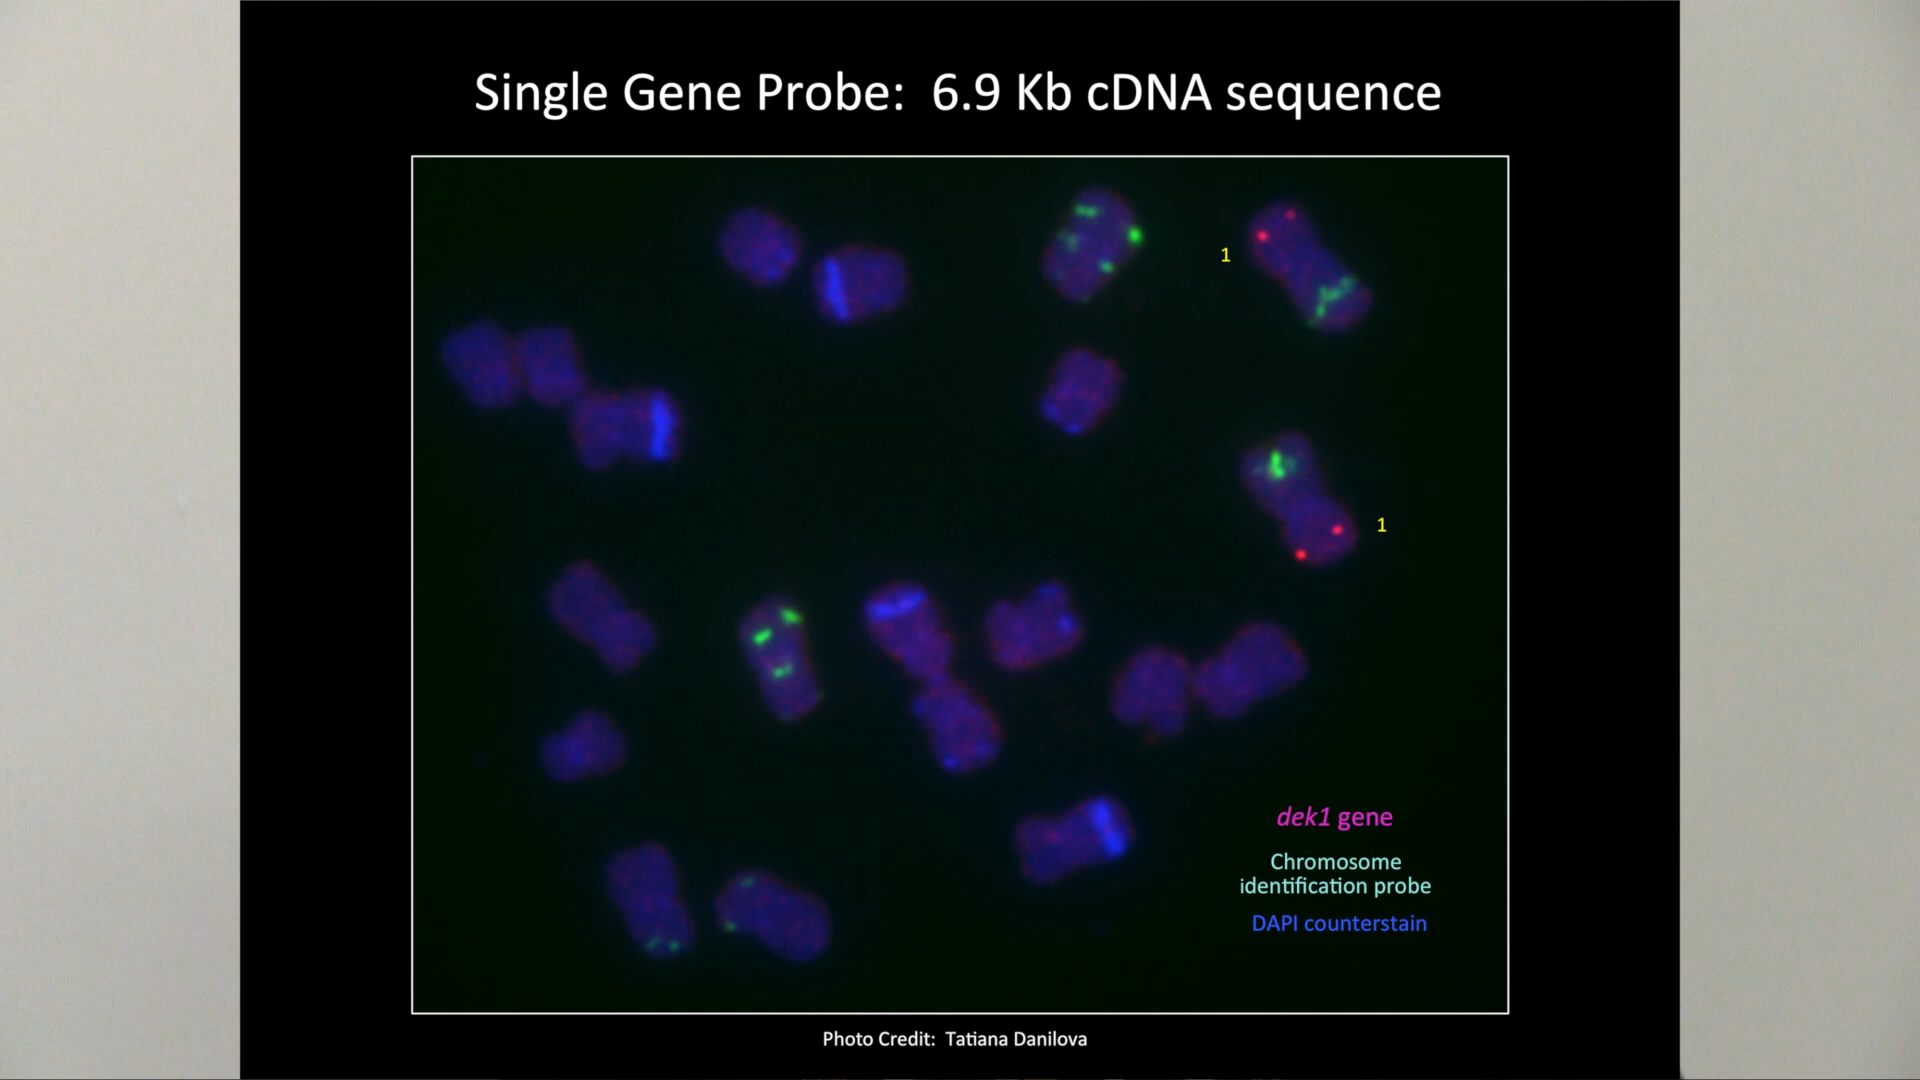 Single Gene Probe: 6.9 Kb cDNA sequence
1
1
dek1 gene
Chromosome
identification probe
DAPI counterstain
Photo Credit: Tatiana Danilova